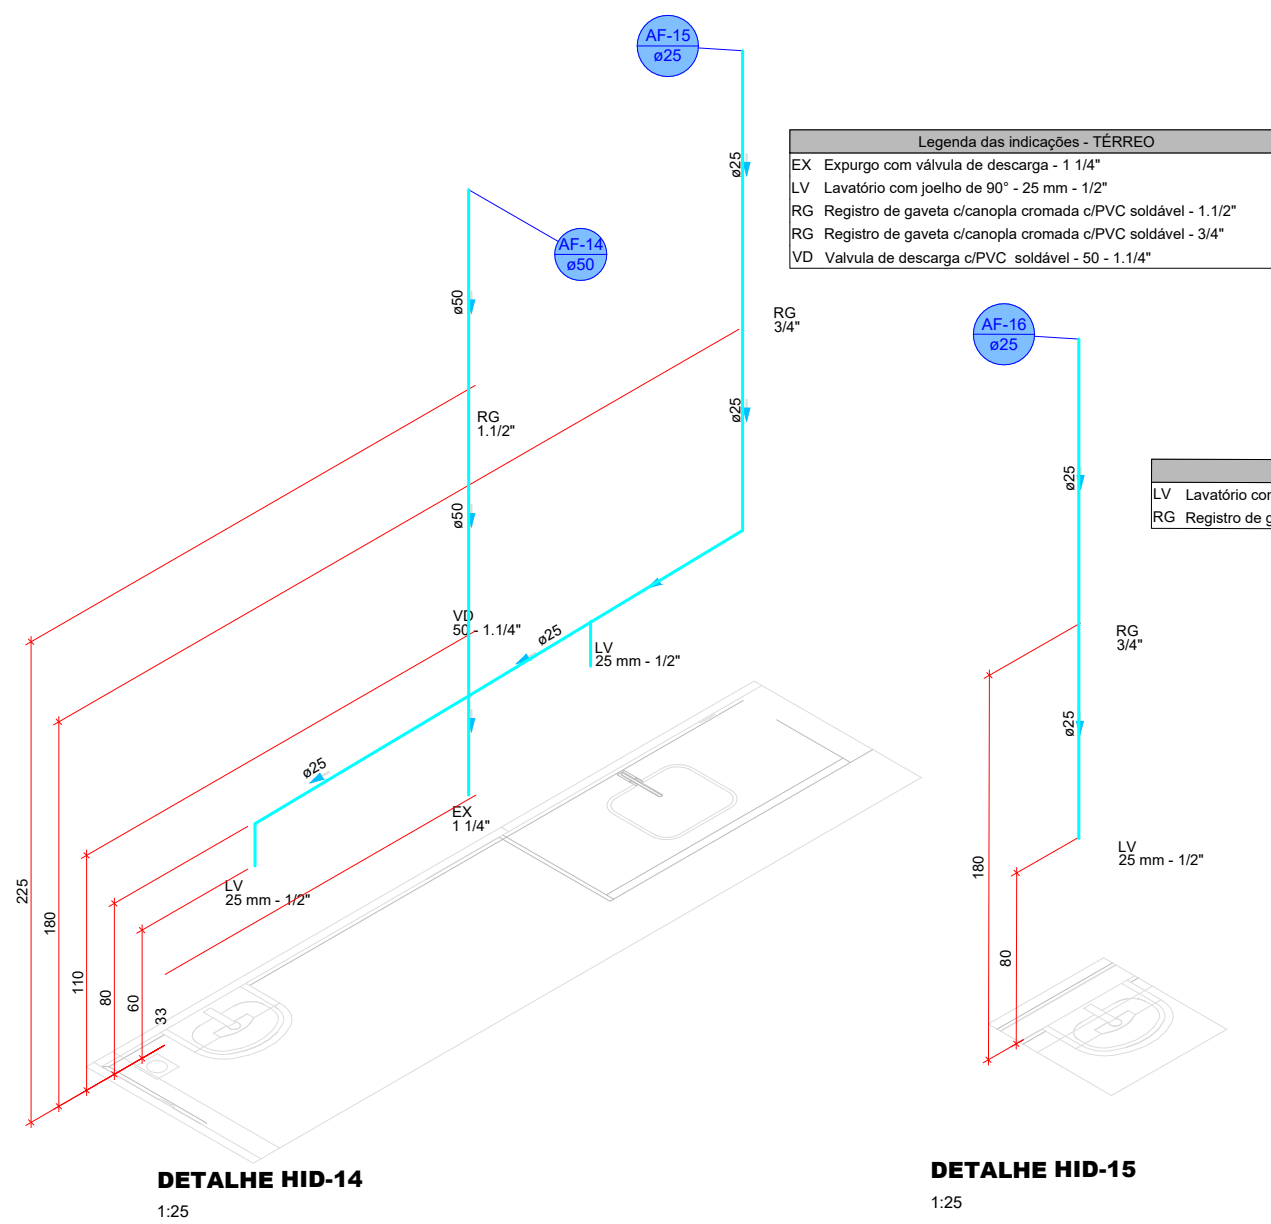 AF-15
ø25
ø25
Legenda das indicações - TÉRREO
EX Expurgo com válvula de descarga - 1 1/4"
LV Lavatório com joelho de 90° - 25 mm - 1/2"
RG Registro de gaveta c/canopla cromada c/PVC soldável - 1.1/2"
RG Registro de gaveta c/canopla cromada c/PVC soldável - 3/4"
VD Valvula de descarga c/PVC soldável - 50 - 1.1/4"
AF-14
ø50
ø50
RG
3/4"
AF-16
ø25
ø25
RG
1.1/2"
ø50
ø25
LV Lavatório
RG Registro de
VD
50 - 1.1/4"
ø25
LV
25 mm - 1/2"
RG
3/4"
ø25
ø25
EX
1 1/4"
LV
25 mm - 1/2"
LV
25 mm - 1/2"
225
180
110
80
60
33
180
80
DETALHE HID-14
1:25
DETALHE HID-15
1:25